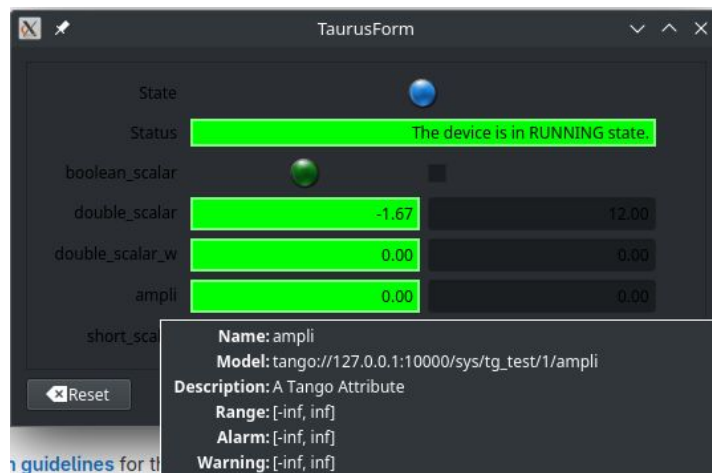 TaurusForm
State
Status The device is in RUNNING state.
boolean_scalar
double_scalar -1.67 12.00
double_scalar_w 0.00 0.00
ampli 0.00 0.00
short_sca
Name: ampli
Model: tango://127.0.0.1:10000/sys/tg_test/1/ampli
Description: A Tango Attribute
Range: [-inf, inf]
Alarm: [-inf, inf]
Warning: [-inf, inf]
Reset
guidelines for th